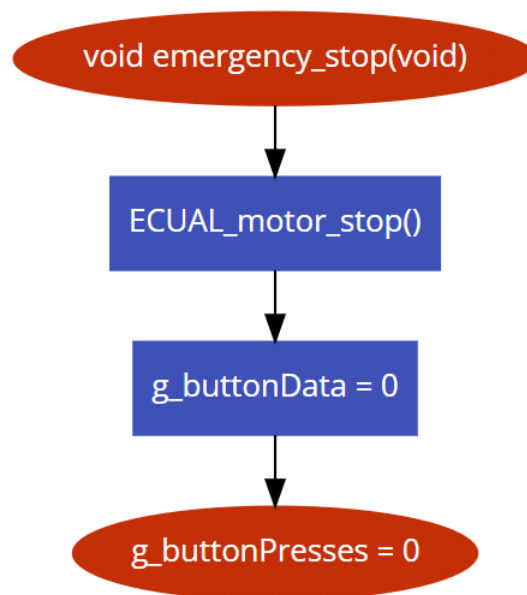 void emergency_stop(void)
ECUAL_motor_stop()
g_buttonData = 0
g_buttonPresses = 0